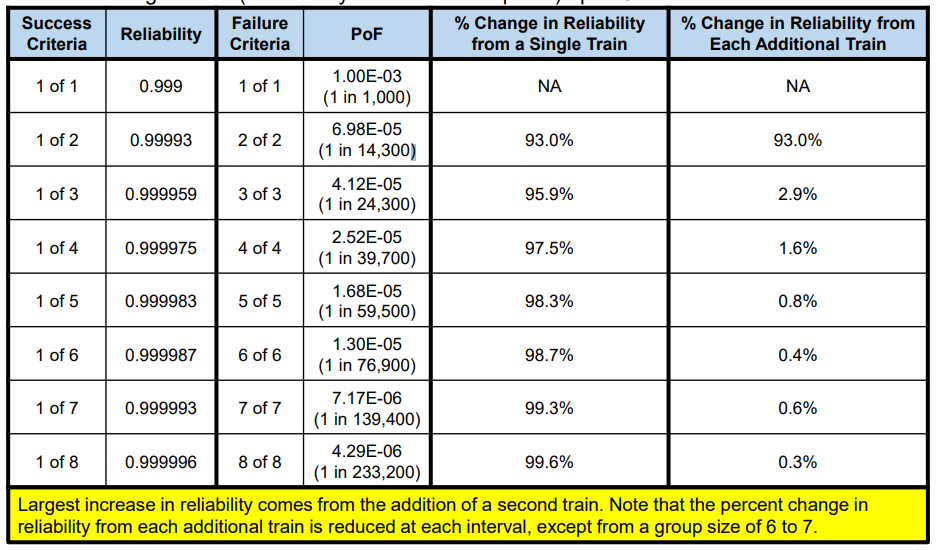 Success Criteria | Reliability | Failure Criteria | PoF | % Change in Reliability from a Single Train | % Change in Reliability from Each Additional Train
1 of 1 | 0.999 | 1 of 1 | 1.00E-03 (1 in 1,000) | NA | NA
1 of 2 | 0.99993 | 2 of 2 | 6.98E-05 (1 in 14,300) | 93.0% | 93.0%
1 of 3 | 0.999959 | 3 of 3 | 4.12E-05 (1 in 24,300) | 95.9% | 2.9%
1 of 4 | 0.999975 | 4 of 4 | 2.52E-05 (1 in 39,700) | 97.5% | 1.6%
1 of 5 | 0.999983 | 5 of 5 | 1.68E-05 (1 in 59,500) | 98.3% | 0.8%
1 of 6 | 0.999987 | 6 of 6 | 1.30E-05 (1 in 76,900) | 98.7% | 0.4%
1 of 7 | 0.999993 | 7 of 7 | 7.17E-06 (1 in 139,400) | 99.3% | 0.6%
1 of 8 | 0.999996 | 8 of 8 | 4.29E-06 (1 in 233,200) | 99.6% | 0.3%
Largest increase in reliability comes from the addition of a second train. Note that the percent change in
reliability from each additional train is reduced at each interval, except from a group size of 6 to 7.